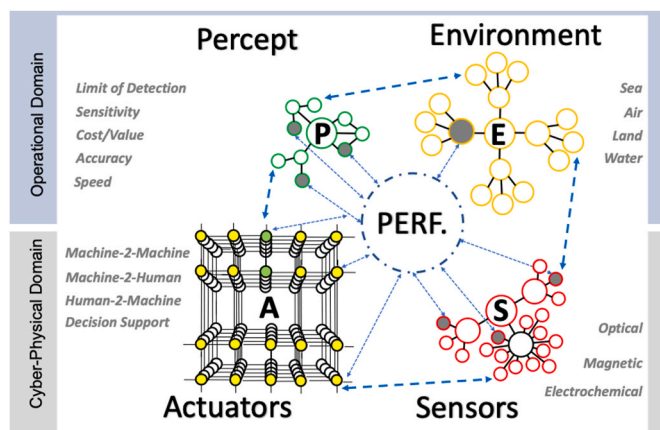 Percept
Environment
Operational Domain
Limit of Detection
Sensitivity
Cost/Value
Accuracy
Speed
P
E
Sea
Air
Land
Water
PERF.
Cyber-Physical Domain
Machine-2-Machine
Machine-2-Human
Human-2-Machine
Decision Support
A
S
Optical
Magnetic
Electrochemical
Actuators
Sensors